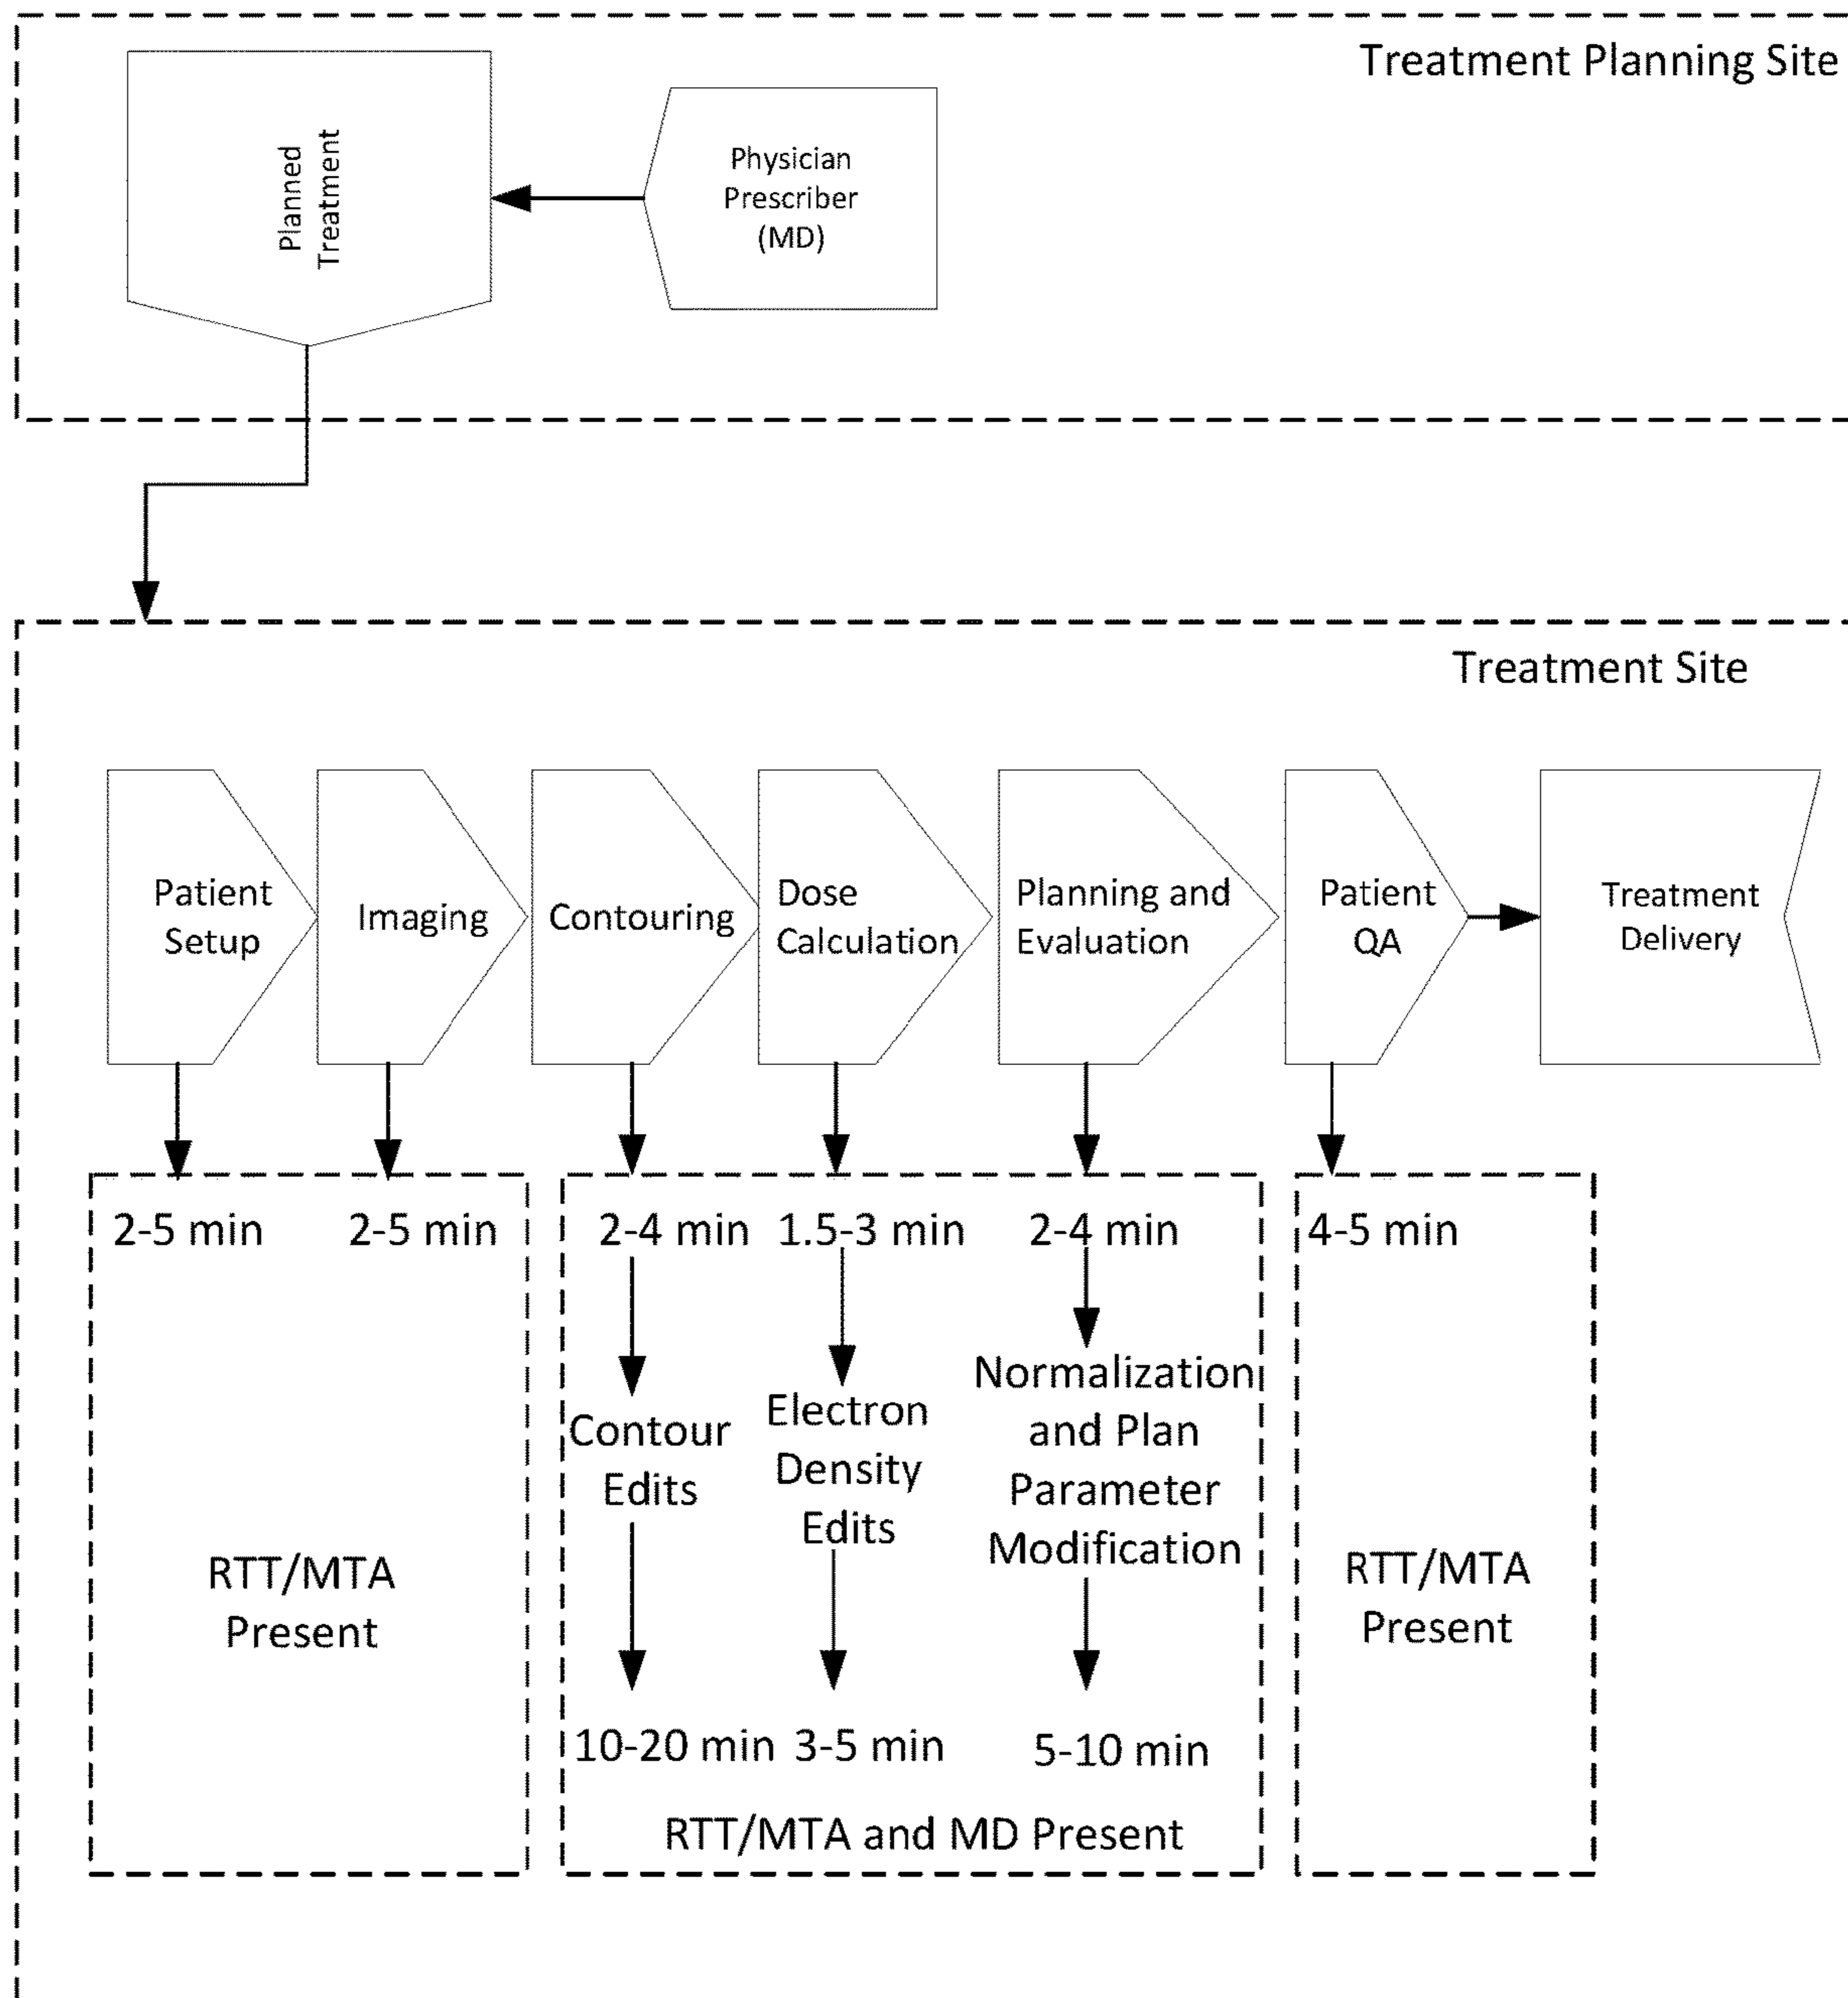 Treatment Planning Site
Planned
Treatment
Physician
Prescriber
(MD)
Treatment Site
Patient
Setup
Imaging
Contouring
Dose
Calculation
Planning and
Evaluation
Patient
QA
Treatment
Delivery
2-5 min
2-5 min
RTT/MTA
Present
2-4 min
1.5-3 min
2-4 min
Contour
Edits
Electron
Density
Edits
Normalization
and Plan
Parameter
Modification
10-20 min
3-5 min
5-10 min
RTT/MTA and MD Present
4-5 min
RTT/MTA
Present